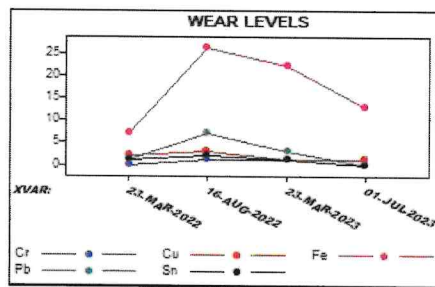 WEAR LEVELS
25
20
15
10
5
0
XVAR:
23-MAR-2022
16-AUG-2022
23-MAR-2023
01-JUL-2023
Cr Cu Fe
Pb Sn